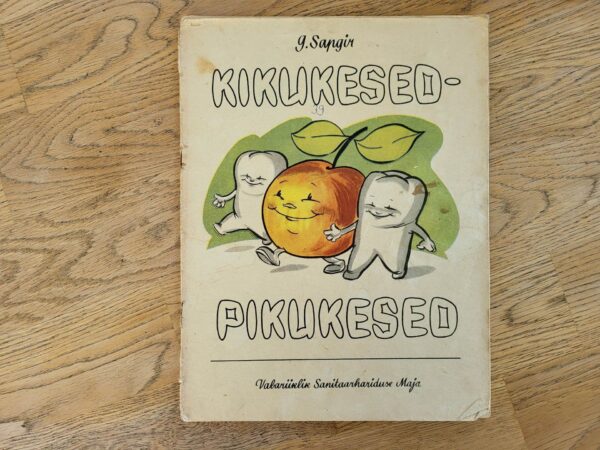 G. Sapgir
KIKUKESED-
PIKUKESED
Vabariiklik Sanitaarhariduse Maja